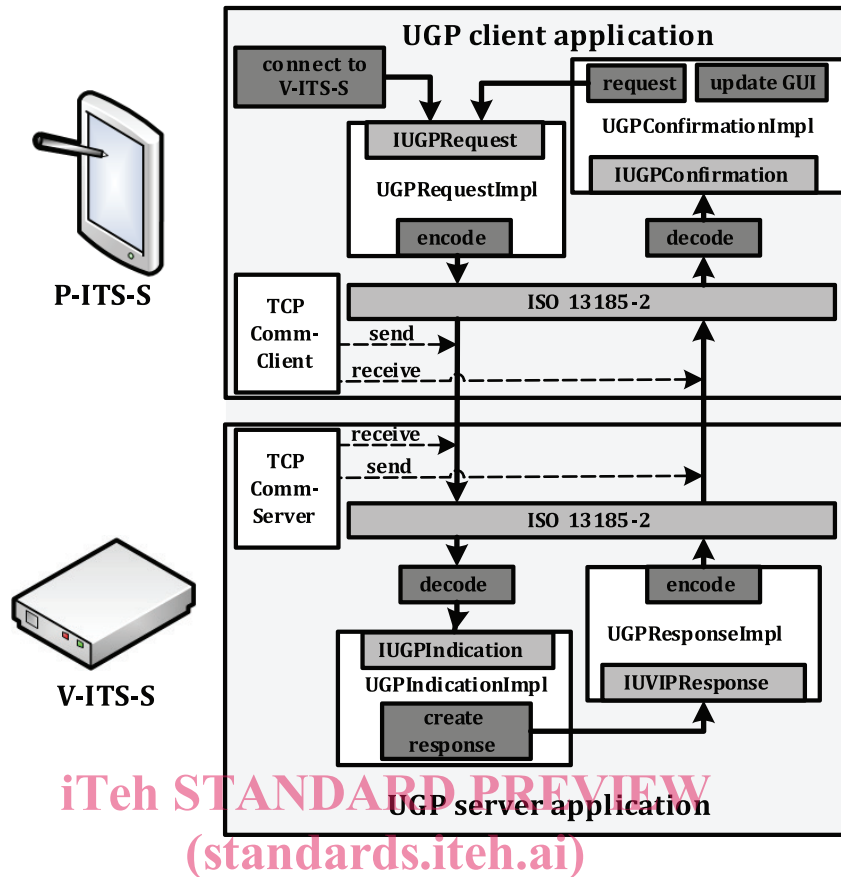 UGP client application
connect to
V-ITS-S
request
update GUI
UGPConfirmationImpl
IUGPRequest
UGPRequestImpl
IUGPConfirmation
encode
decode
P-ITS-S
ISO 13185-2
TCP
Comm-
Client
send
receive
TCP
Comm-
Server
receive
send
ISO 13185-2
decode
encode
UGPResponseImpl
IUGPIndication
UGPIndicationImpl
IUVIPResponse
V-ITS-S
create
response
iTeh STANDARD PREVIEW
UGP server application
(standards.iteh.ai)